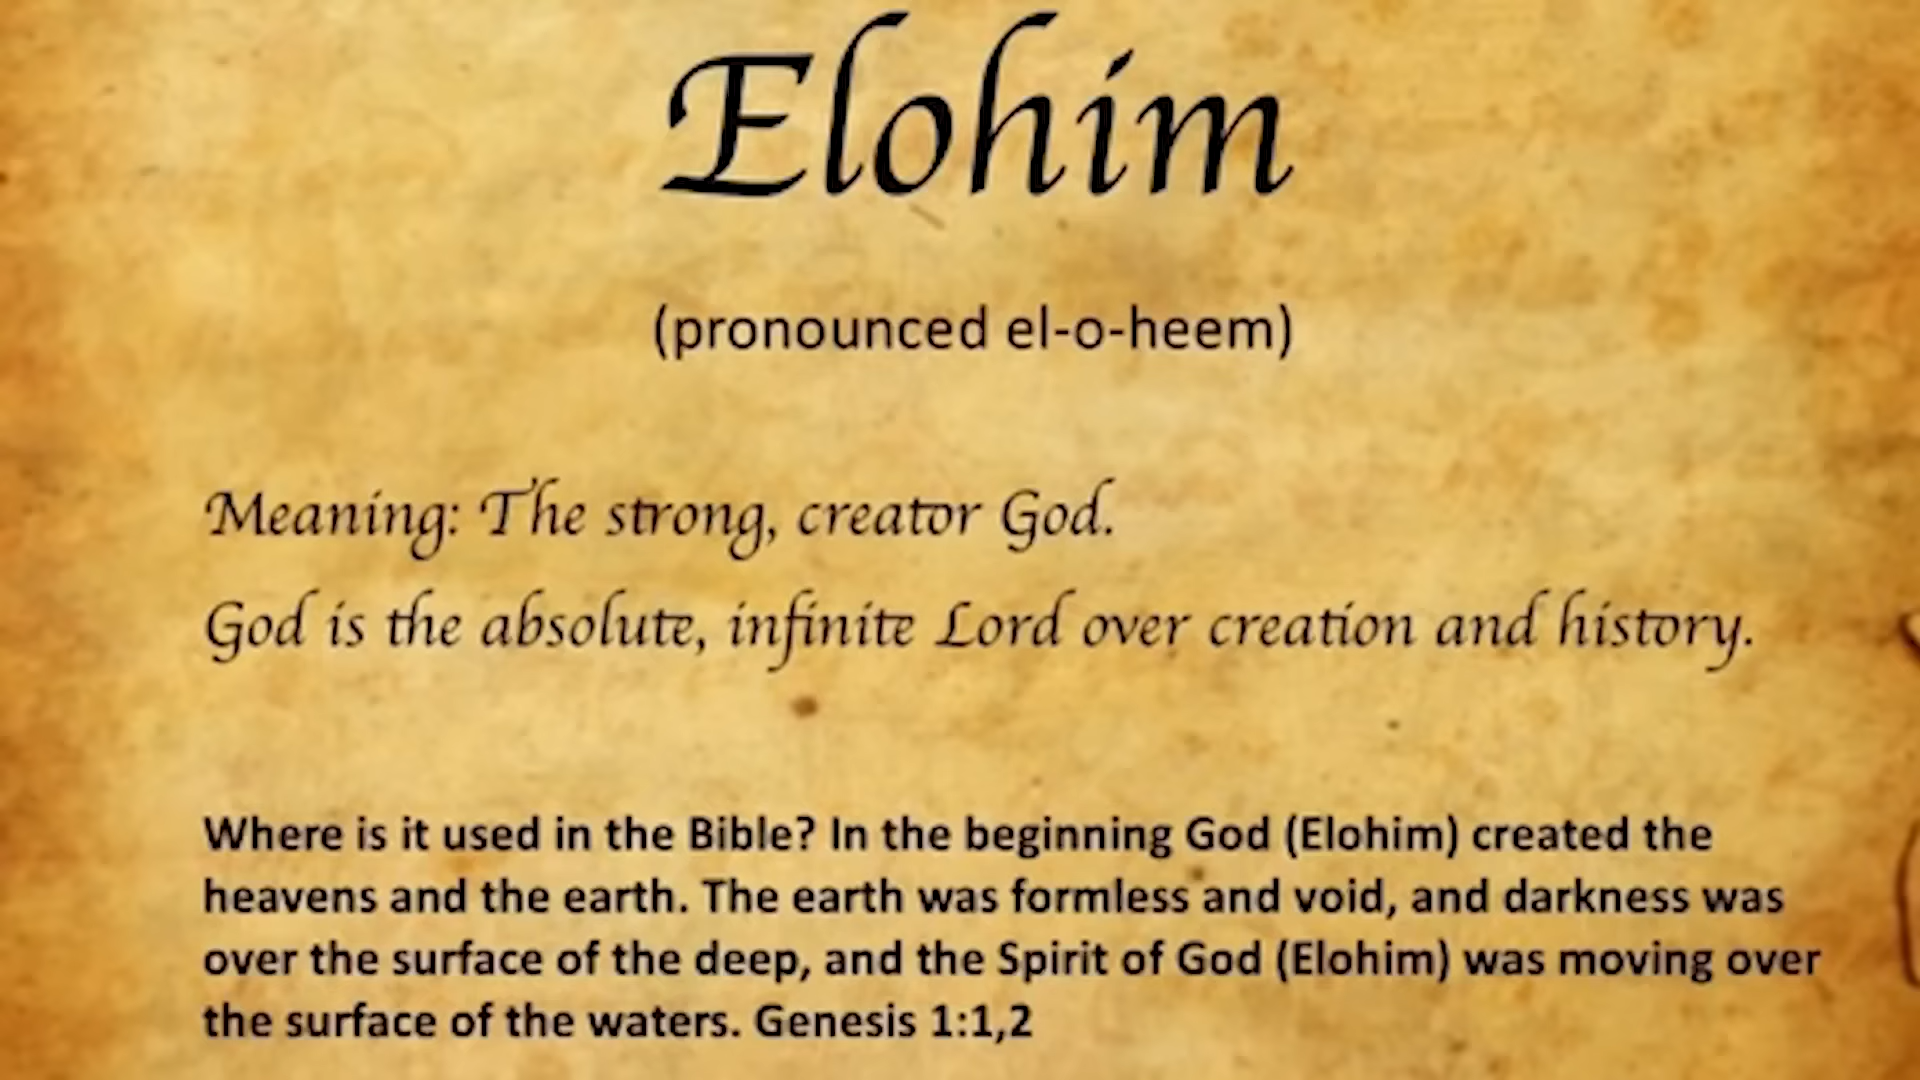 Elohim
(pronounced el-o-heem)
Meaning: The strong, creator God.
God is the absolute, infinite Lord over creation and history.
Where is it used in the Bible? In the beginning God (Elohim) created the
heavens and the earth. The earth was formless and void, and darkness was
over the surface of the deep, and the Spirit of God (Elohim) was moving over
the surface of the waters. Genesis 1:1,2